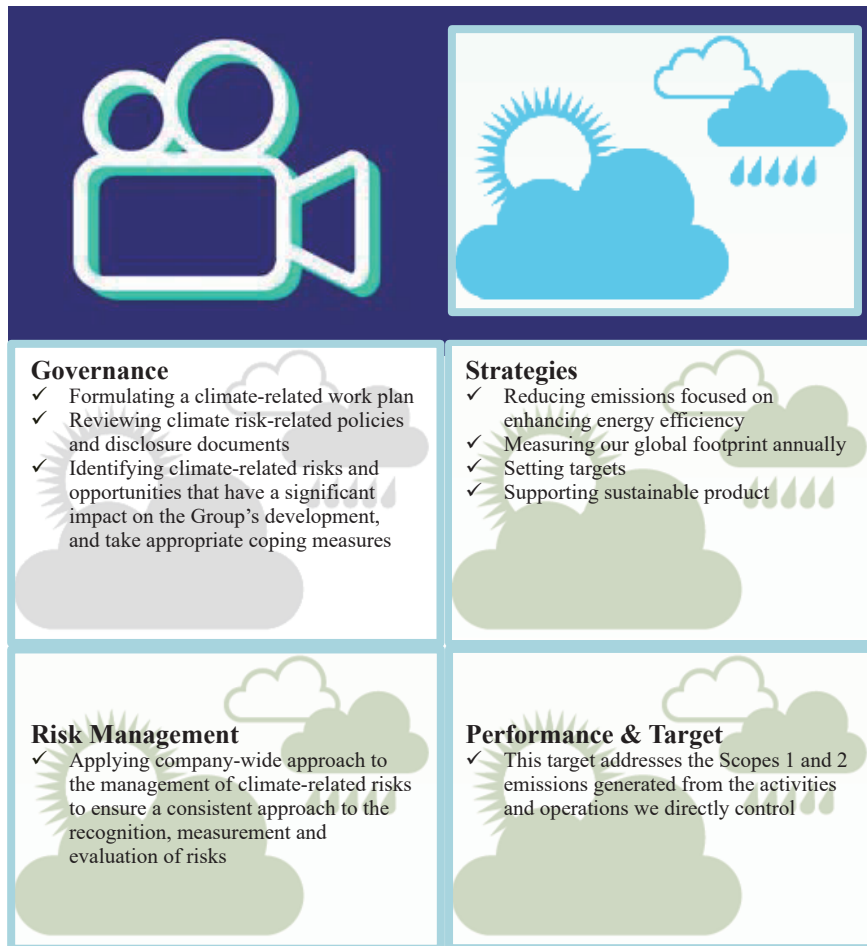 Governance
✓ Formulating a climate-related work plan
✓ Reviewing climate risk-related policies
and disclosure documents
✓ Identifying climate-related risks and
opportunities that have a significant
impact on the Group’s development,
and take appropriate coping measures
Strategies
✓ Reducing emissions focused on
enhancing energy efficiency
✓ Measuring our global footprint annually
✓ Setting targets
✓ Supporting sustainable product
Risk Management
✓ Applying company-wide approach to
the management of climate-related risks
to ensure a consistent approach to the
recognition, measurement and
evaluation of risks
Performance & Target
✓ This target addresses the Scopes 1 and 2
emissions generated from the activities
and operations we directly control